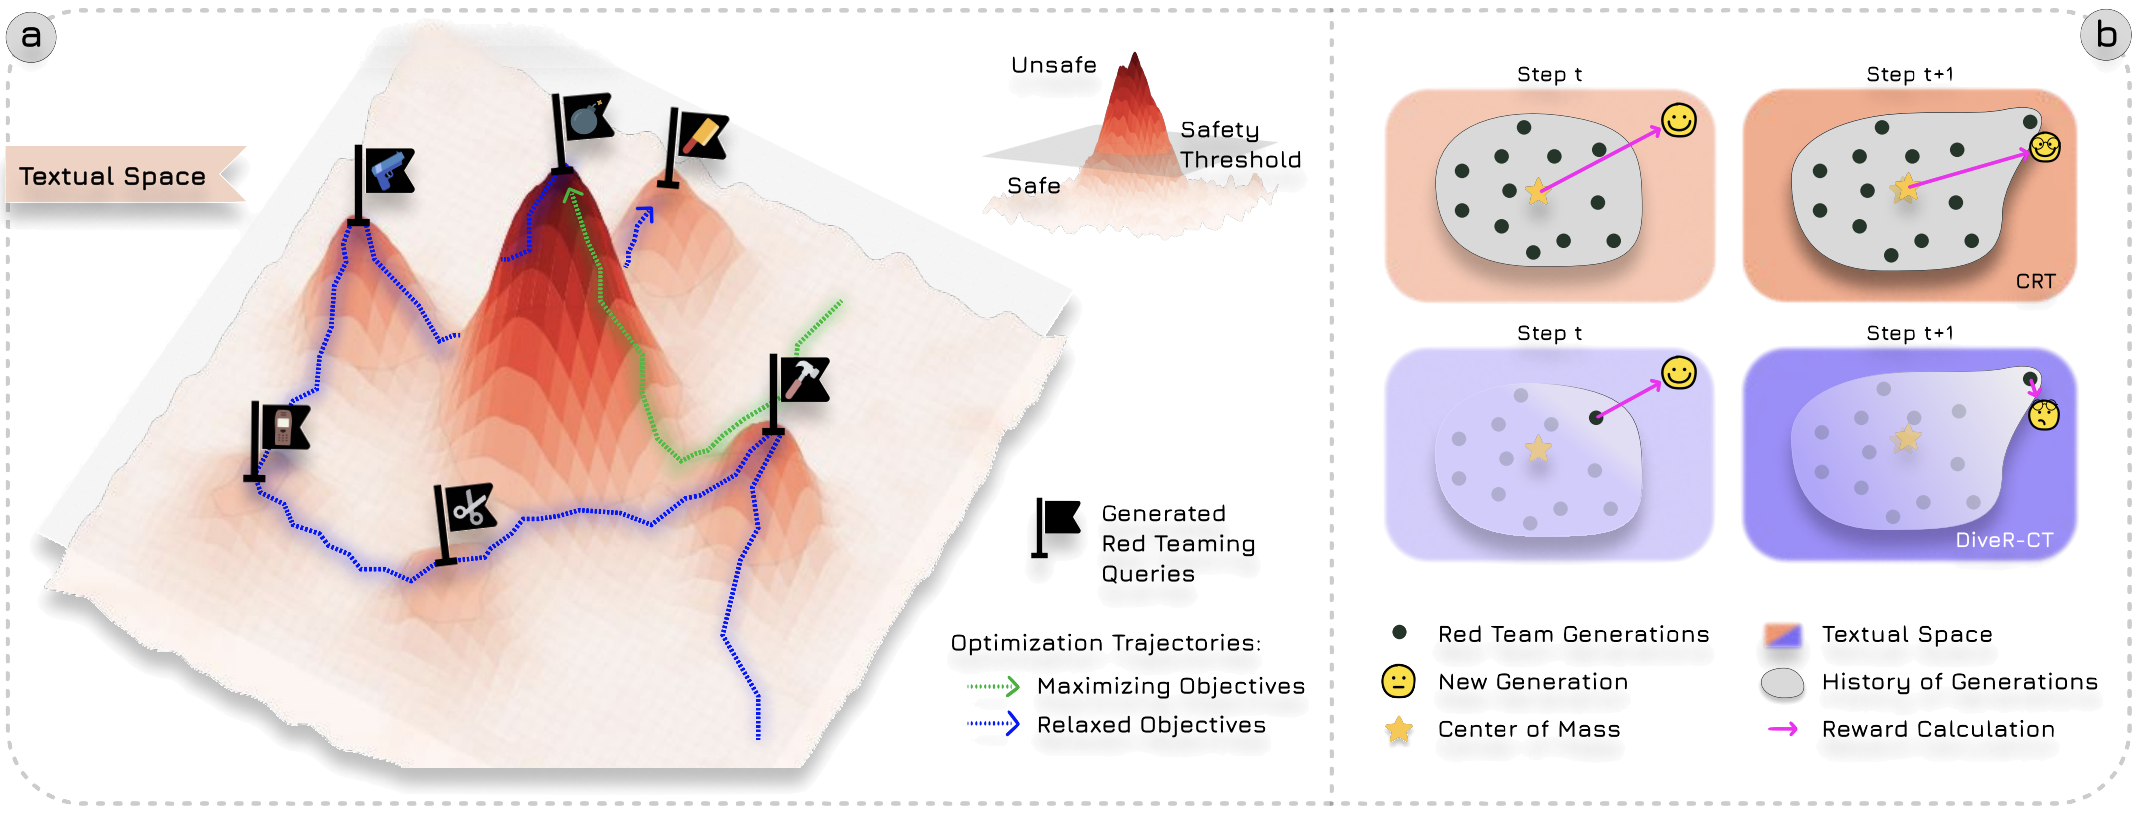 a
Textual Space
Unsafe
Safety
Threshold
Safe
Generated
Red Teaming
Queries
Optimization Trajectories:
Maximizing Objectives
Relaxed Objectives
b
Step t
Step t+1
CRT
Step t
Step t+1
DiveR-CT
Red Team Generations
New Generation
Center of Mass
Textual Space
History of Generations
Reward Calculation